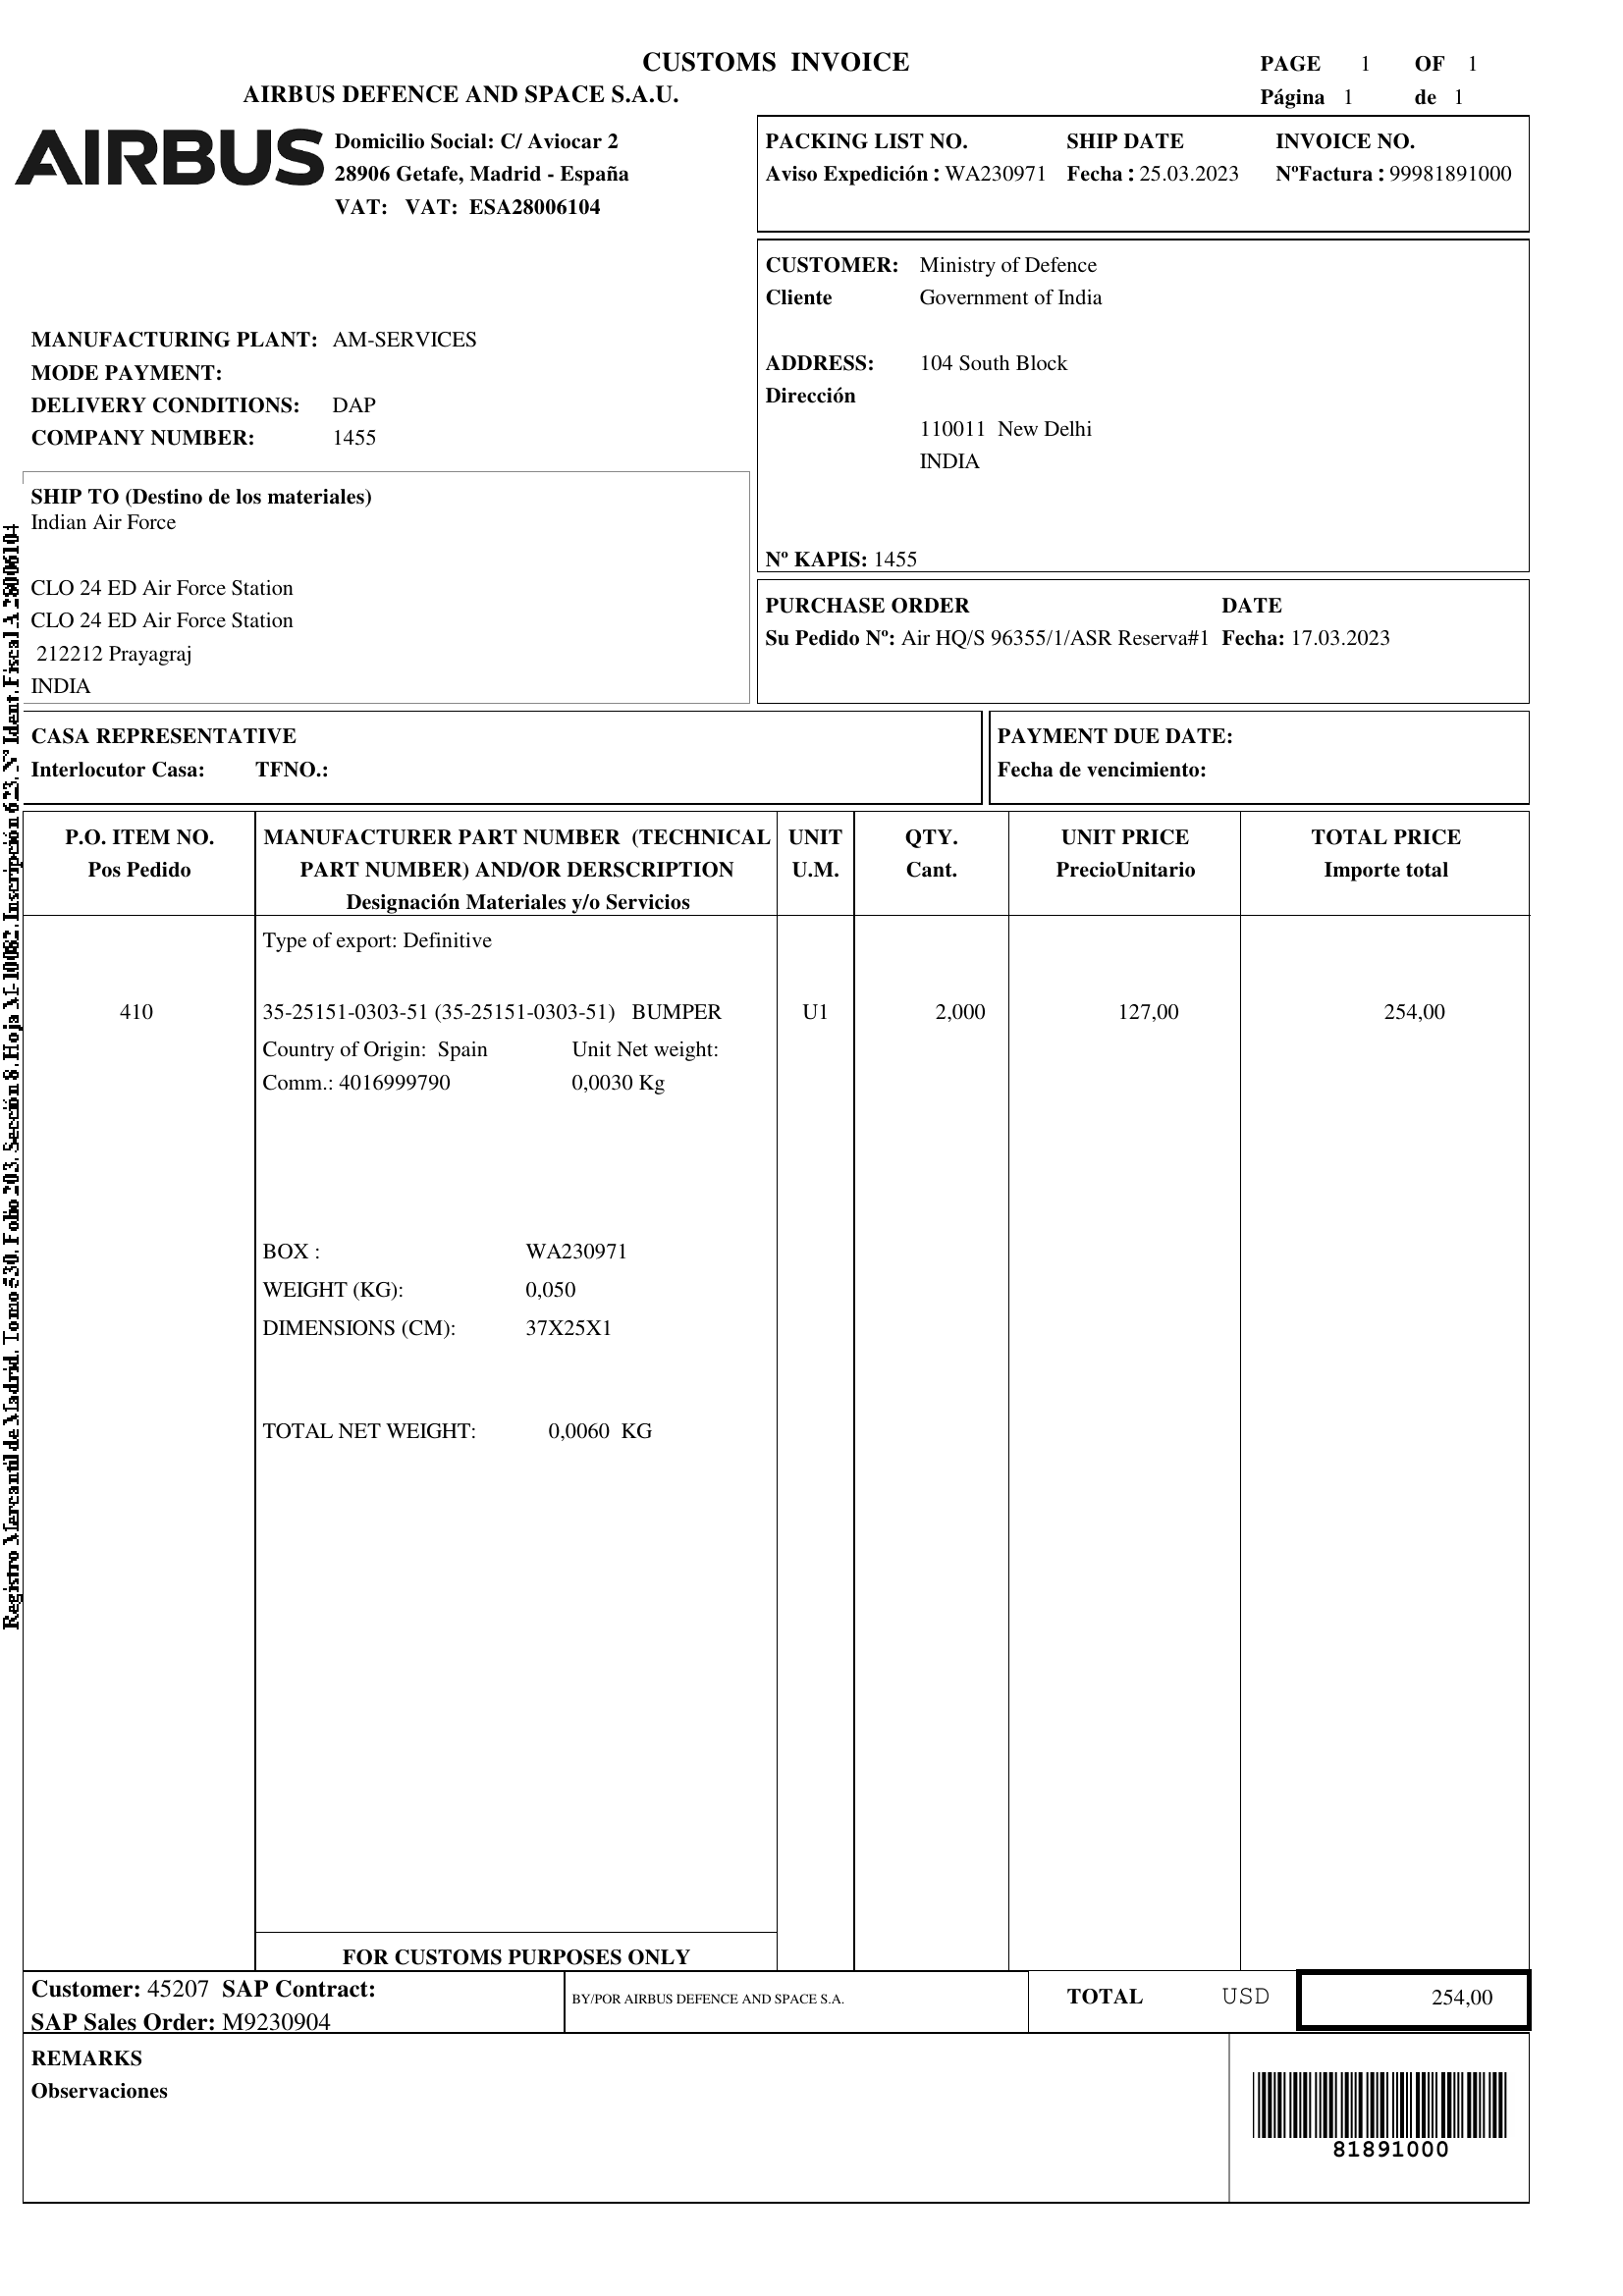 CUSTOMS INVOICE
PAGE 1 OF 1
AIRBUS DEFENCE AND SPACE S.A.U.
Página 1 de 1
AIRBUS
Domicilio Social: C/ Aviocar 2
28906 Getafe, Madrid - España
VAT: VAT: ESA28006104
PACKING LIST NO. SHIP DATE INVOICE NO.
Aviso Expedición : WA230971 Fecha : 25.03.2023 NºFactura : 99981891000
CUSTOMER: Ministry of Defence
Cliente Government of India
ADDRESS: 104 South Block
Dirección
110011 New Delhi
INDIA
Nº KAPIS: 1455
MANUFACTURING PLANT: AM-SERVICES
MODE PAYMENT:
DELIVERY CONDITIONS: DAP
COMPANY NUMBER: 1455
SHIP TO (Destino de los materiales)
Indian Air Force
CLO 24 ED Air Force Station
CLO 24 ED Air Force Station
212212 Prayagraj
INDIA
PURCHASE ORDER DATE
Su Pedido Nº: Air HQ/S 96355/1/ASR Reserva#1 Fecha: 17.03.2023
CASA REPRESENTATIVE
Interlocutor Casa: TFNO.:
PAYMENT DUE DATE:
Fecha de vencimiento:
P.O. ITEM NO. MANUFACTURER PART NUMBER (TECHNICAL UNIT QTY. UNIT PRICE TOTAL PRICE
Pos Pedido PART NUMBER) AND/OR DERSCRIPTION U.M. Cant. PrecioUnitario Importe total
Designación Materiales y/o Servicios
Type of export: Definitive
410 35-25151-0303-51 (35-25151-0303-51) BUMPER U1 2,000 127,00 254,00
Country of Origin: Spain Unit Net weight:
Comm.: 4016999790 0,0030 Kg
BOX : WA230971
WEIGHT (KG): 0,050
DIMENSIONS (CM): 37X25X1
TOTAL NET WEIGHT: 0,0060 KG
FOR CUSTOMS PURPOSES ONLY
Customer: 45207 SAP Contract:
SAP Sales Order: M9230904
BY/POR AIRBUS DEFENCE AND SPACE S.A.
TOTAL USD 254,00
REMARKS
Observaciones
81891000
Registro Mercantil de Madrid, Tomo 530, Folio 203, Sección 8, Hoja M-10082, Inscripción 623, Nº Ident. Fiscal A 28006104